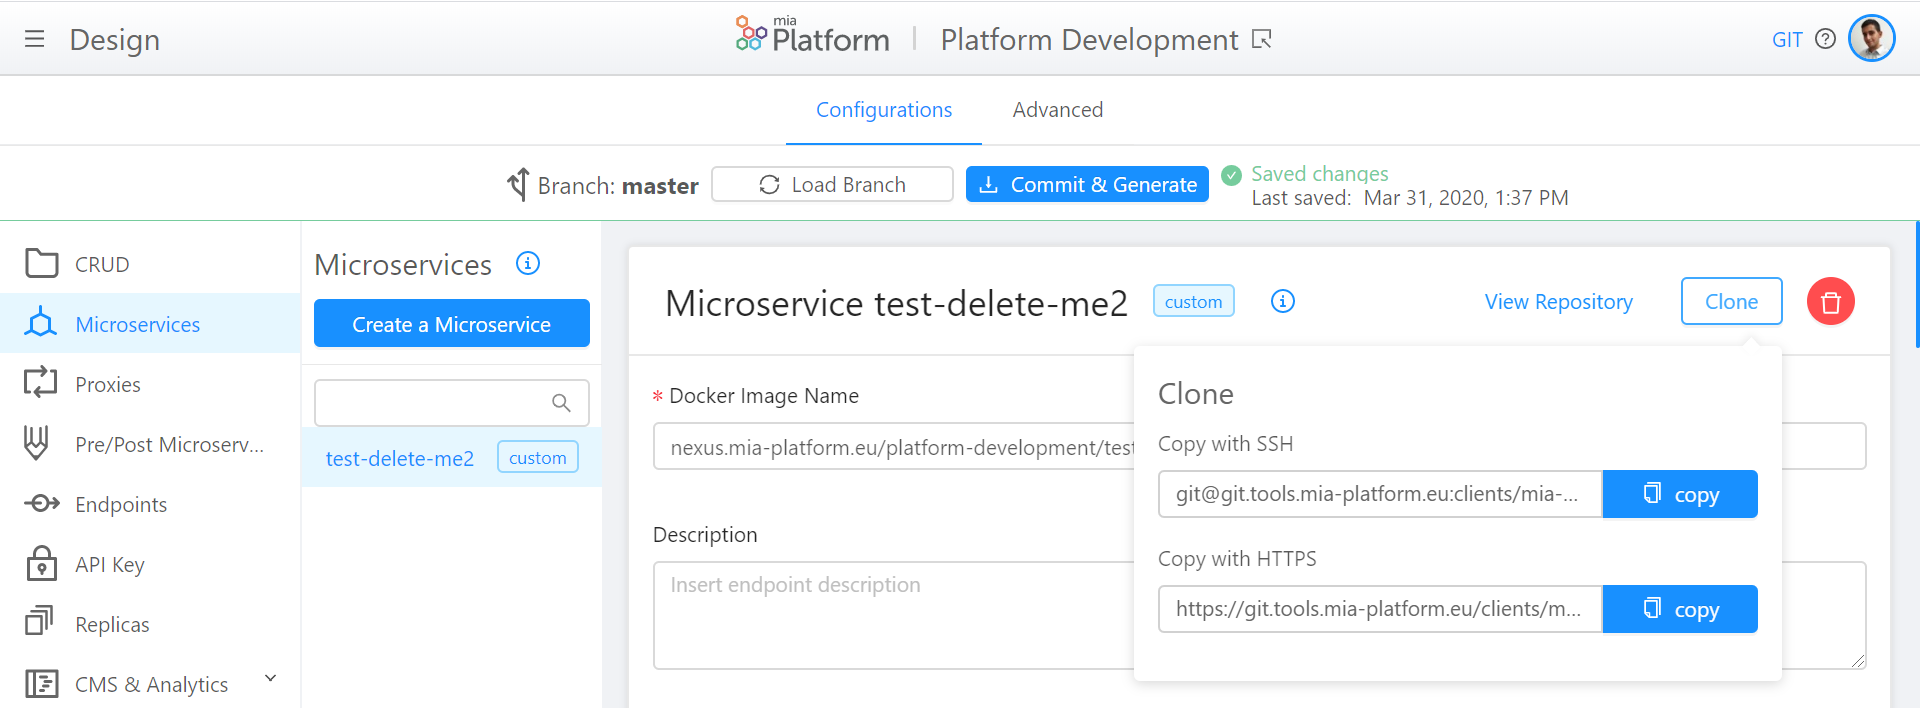 Design
mia
Platform
Platform Development
GIT
Configurations
Advanced
Branch: master
Load Branch
Commit & Generate
Saved changes
Last saved: Mar 31, 2020, 1:37 PM
CRUD
Microservices
Proxies
Pre/Post Microserv...
Endpoints
API Key
Replicas
CMS & Analytics
Microservices
Create a Microservice
test-delete-me2 custom
Microservice test-delete-me2 custom
View Repository
Clone
* Docker Image Name
nexus.mia-platform.eu/platform-development/test
Description
Insert endpoint description
Clone
Copy with SSH
git@git.tools.mia-platform.eu:clients/mia-...
copy
Copy with HTTPS
https://git.tools.mia-platform.eu/clients/m...
copy